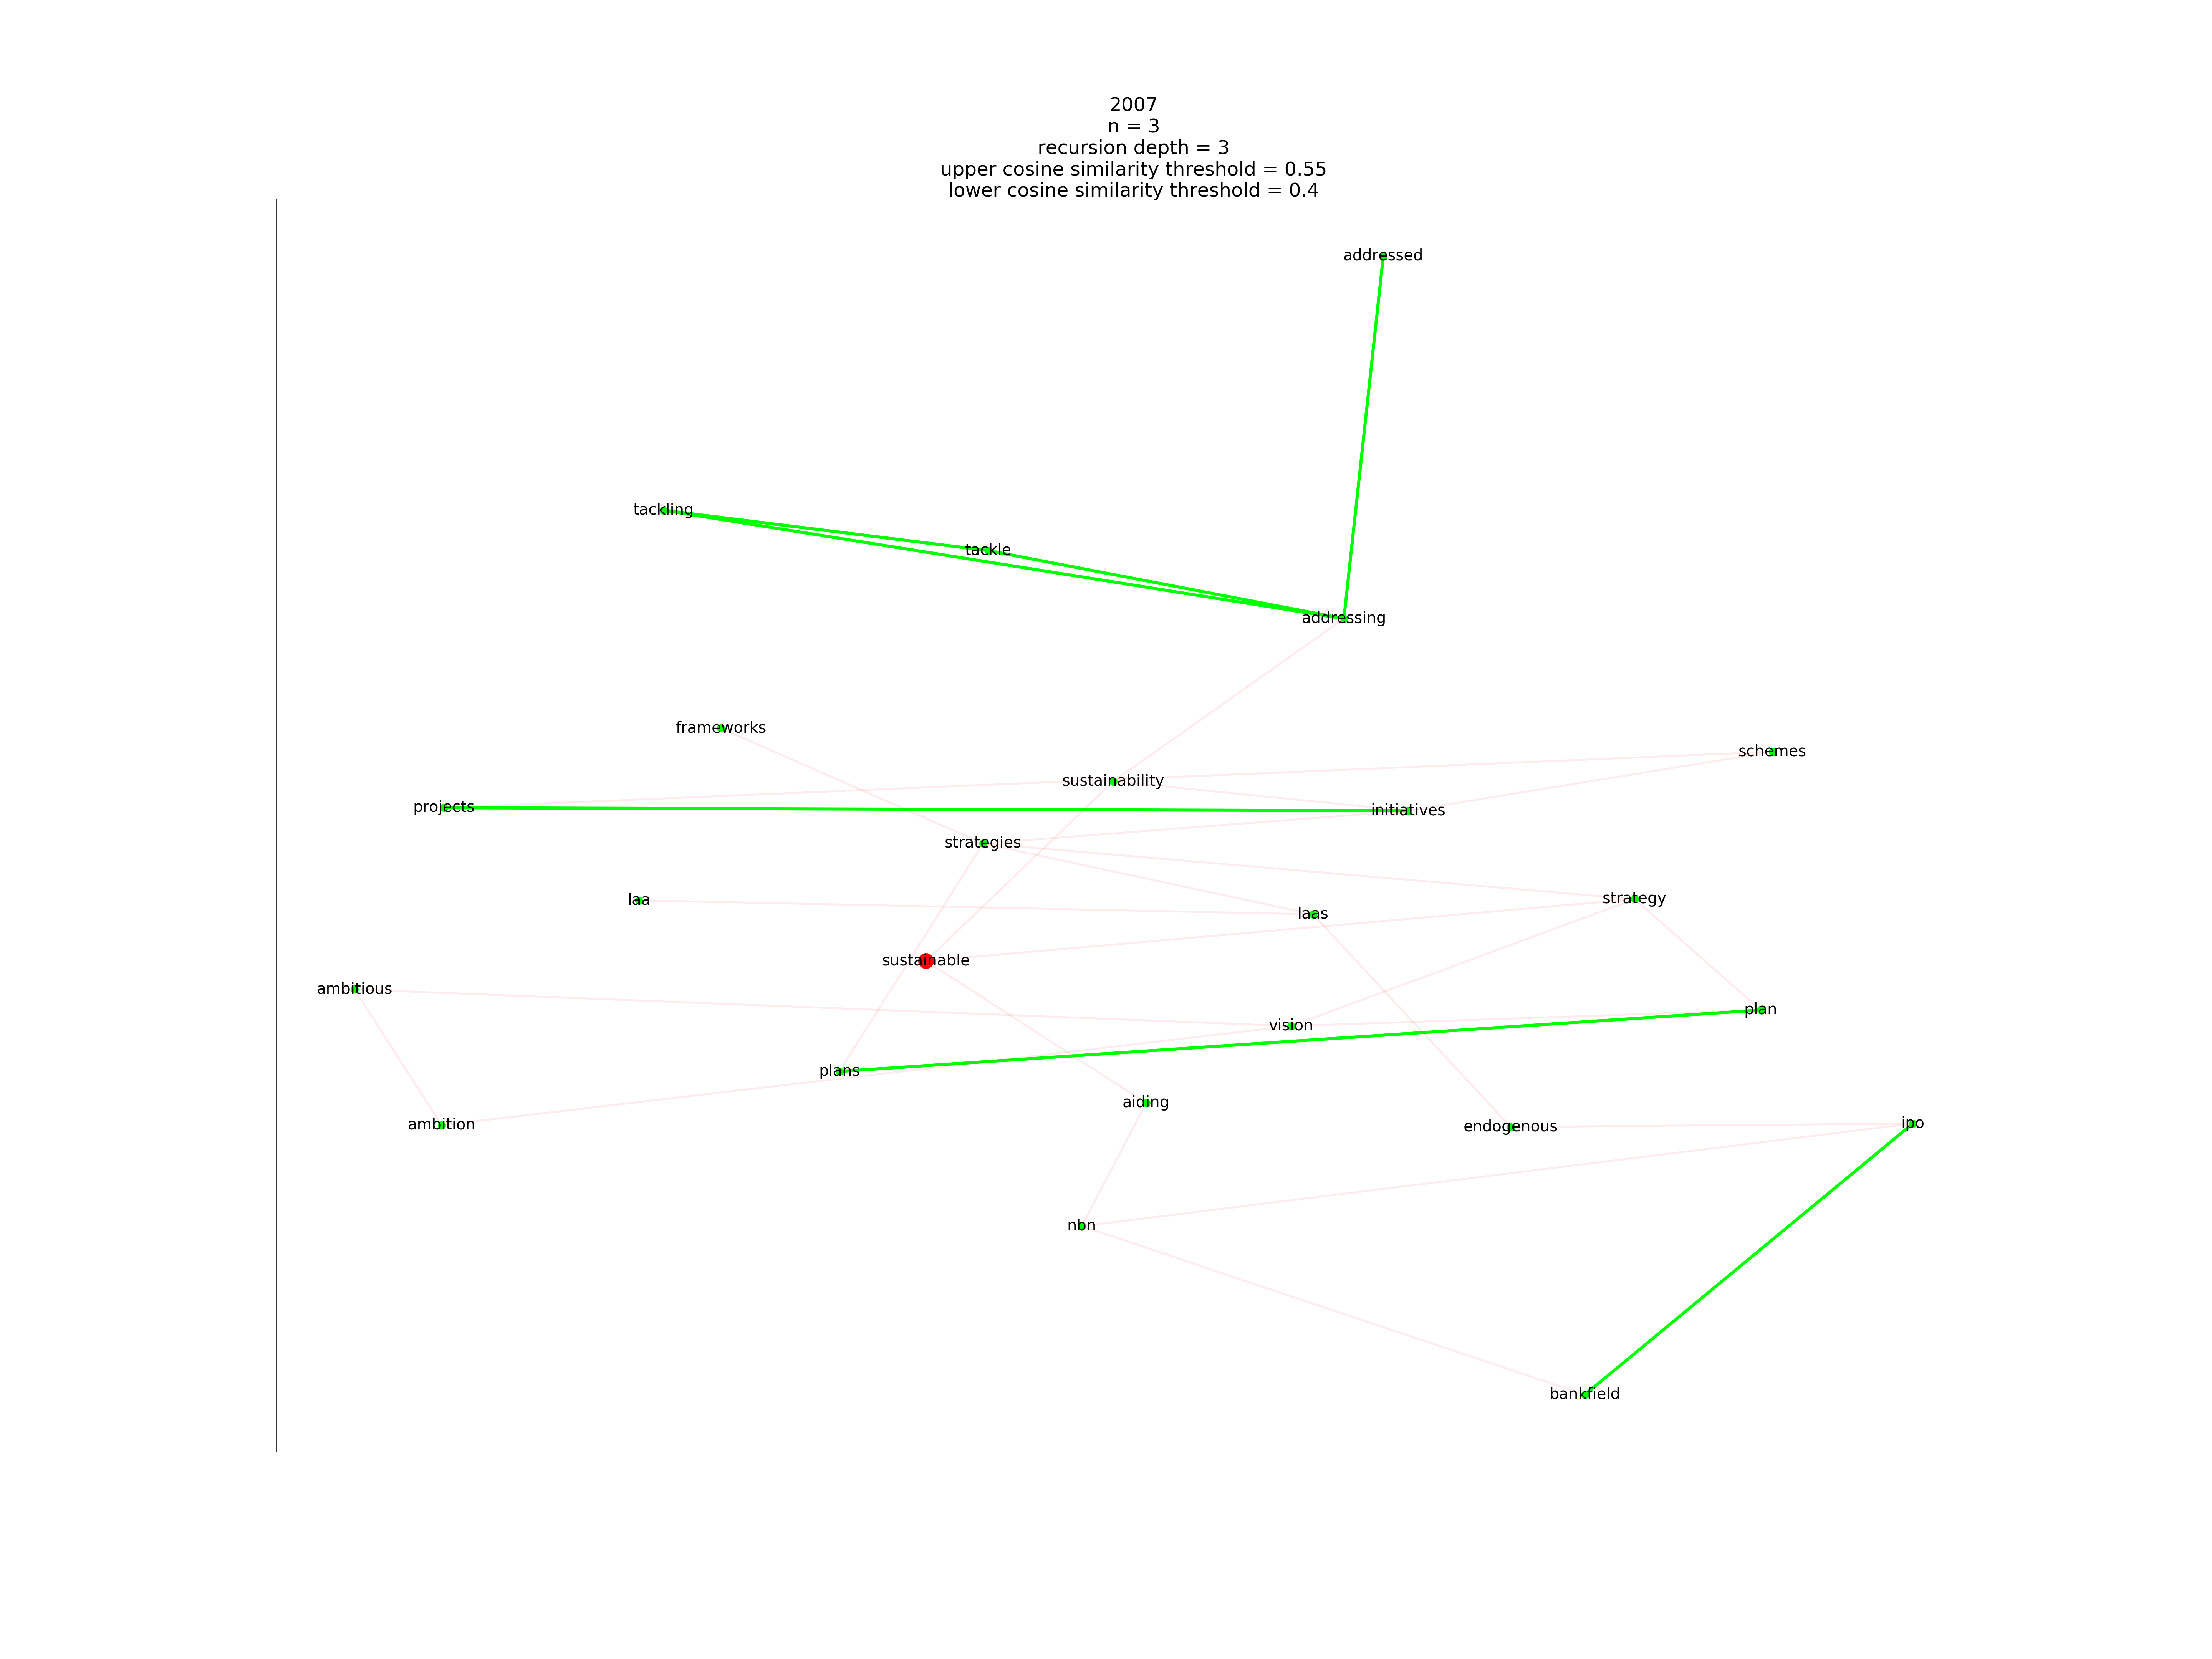 2007
n = 3
recursion depth = 3
upper cosine similarity threshold = 0.55
lower cosine similarity threshold = 0.4
addressed
tackling
tackle
addressing
frameworks
schemes
sustainability
projects
initiatives
strategies
laa
strategy
laas
sustainable
ambitious
plan
vision
plans
aiding
ambition
endogenous
ipo
nbn
bankfield